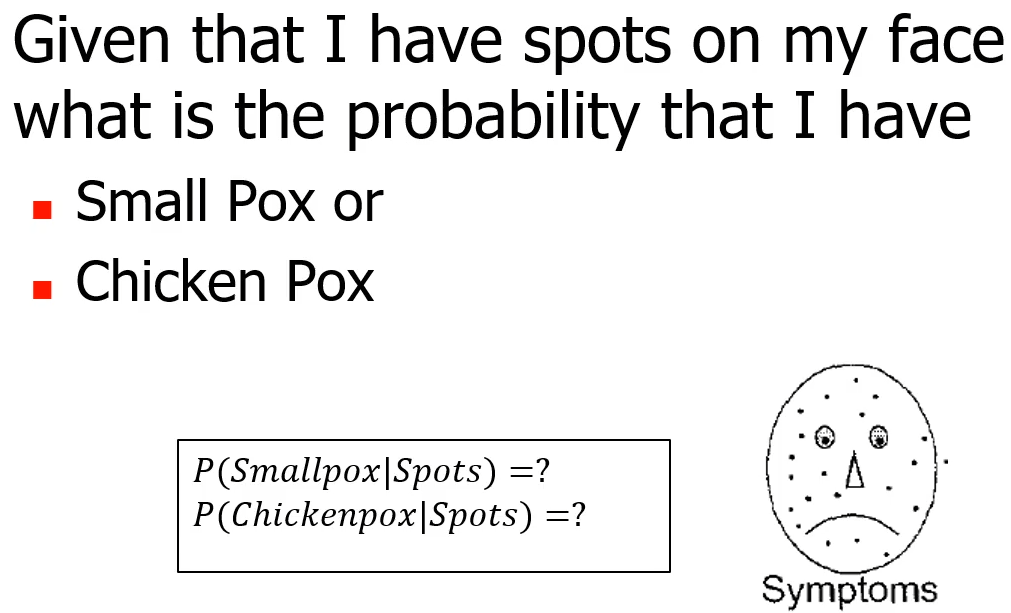 Given that I have spots on my face
what is the probability that I have
Small Pox or
Chicken Pox
P(Smallpox|Spots) =?
P(Chickenpox|Spots) =?
Symptoms